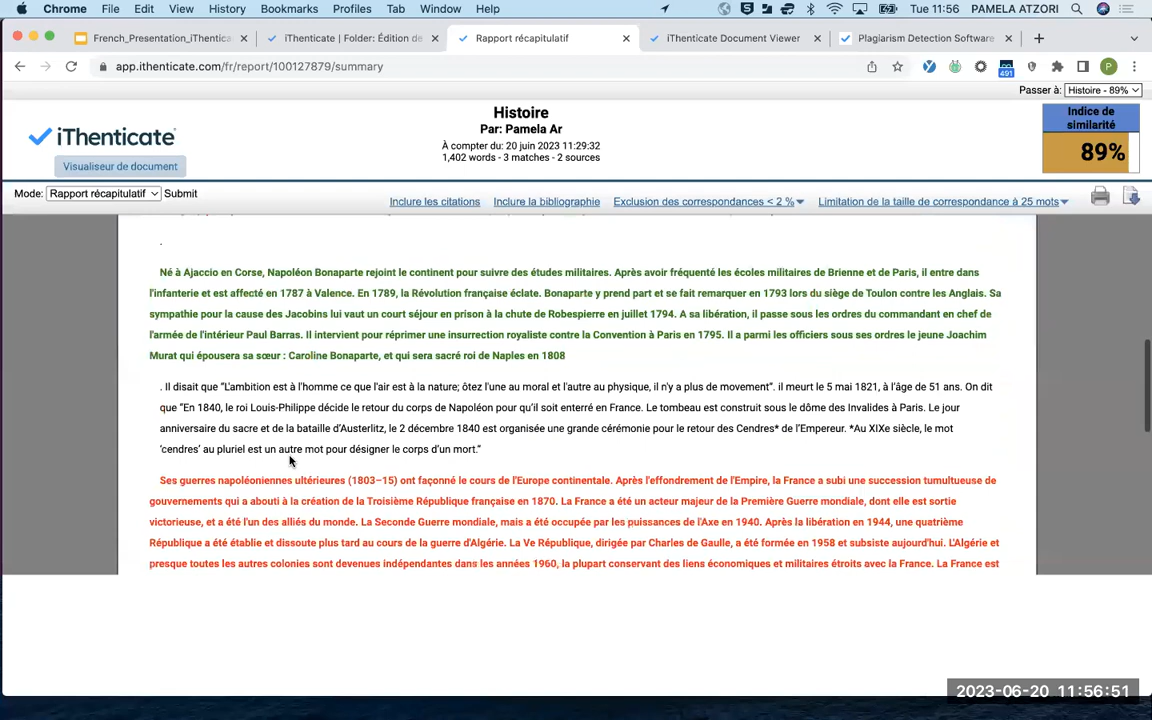 Chrome File Edit View History Bookmarks Profiles Tab Window Help Tue 11:56 PAMELA ATZORI
French_Presentation_iThentica iThenticate | Folder: Édition de Rapport récapitulatif iThenticate Document Viewer Plagiarism Detection Software
app.ithenticate.com/fr/report/100127879/summary
491
P
Passer à: Histoire - 89%
iThenticate
Visualiseur de document
Histoire
Par: Pamela Ar
À compter du: 20 juin 2023 11:29:32
1,402 words - 3 matches - 2 sources
Indice de
similarité
89%
Mode: Rapport récapitulatif Submit
Inclure les citations Inclure la bibliographie Exclusion des correspondances < 2 % Limitation de la taille de correspondance à 25 mots
.
Né à Ajaccio en Corse, Napoléon Bonaparte rejoint le continent pour suivre des études militaires. Après avoir fréquenté les écoles militaires de Brienne et de Paris, il entre dans
l'infanterie et est affecté en 1787 à Valence. En 1789, la Révolution française éclate. Bonaparte y prend part et se fait remarquer en 1793 lors du siège de Toulon contre les Anglais. Sa
sympathie pour la cause des Jacobins lui vaut un court séjour en prison à la chute de Robespierre en juillet 1794. A sa libération, il passe sous les ordres du commandant en chef de
l'armée de l'intérieur Paul Barras. Il intervient pour réprimer une insurrection royaliste contre la Convention à Paris en 1795. Il a parmi les officiers sous ses ordres le jeune Joachim
Murat qui épousera sa sœur : Caroline Bonaparte, et qui sera sacré roi de Naples en 1808
. Il disait que "L'ambition est à l'homme ce que l'air est à la nature; ôtez l'une au moral et l'autre au physique, il n'y a plus de movement". il meurt le 5 mai 1821, à l'âge de 51 ans. On dit
que "En 1840, le roi Louis-Philippe décide le retour du corps de Napoléon pour qu'il soit enterré en France. Le tombeau est construit sous le dôme des Invalides à Paris. Le jour
anniversaire du sacre et de la bataille d'Austerlitz, le 2 décembre 1840 est organisée une grande cérémonie pour le retour des Cendres* de l'Empereur. *Au XIXe siècle, le mot
'cendres' au pluriel est un autre mot pour désigner le corps d'un mort."
Ses guerres napoléoniennes ultérieures (1803–15) ont façonné le cours de l'Europe continentale. Après l'effondrement de l'Empire, la France a subi une succession tumultueuse de
gouvernements qui a abouti à la création de la Troisième République française en 1870. La France a été un acteur majeur de la Première Guerre mondiale, dont elle est sortie
victorieuse, et a été l'un des alliés du monde. La Seconde Guerre mondiale, mais a été occupée par les puissances de l'Axe en 1940. Après la libération en 1944, une quatrième
République a été établie et dissoute plus tard au cours de la guerre d'Algérie. La Ve République, dirigée par Charles de Gaulle, a été formée en 1958 et subsiste aujourd'hui. L'Algérie et
presque toutes les autres colonies sont devenues indépendantes dans les années 1960, la plupart conservant des liens économiques et militaires étroits avec la France. La France est
2023-06-20 11:56:51